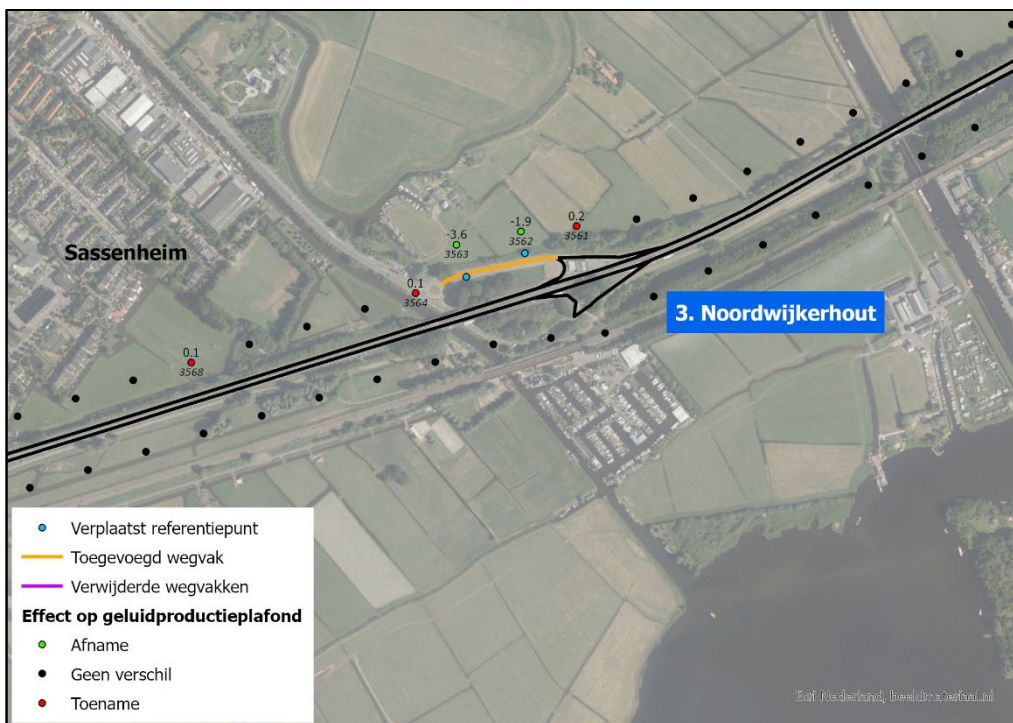 -1.9
0.2
-3.6
3562
3561
3563
Sassenheim
0.1
3564
3. Noordwijkerhout
0.1
3568
Verplaatst referentiepunt
Toegevoegd wegvak
Verwijderde wegvakken
Effect op geluidproductieplafond
Afname
Geen verschil
Toename
Esri Nederland, beeldmateriaal.nl